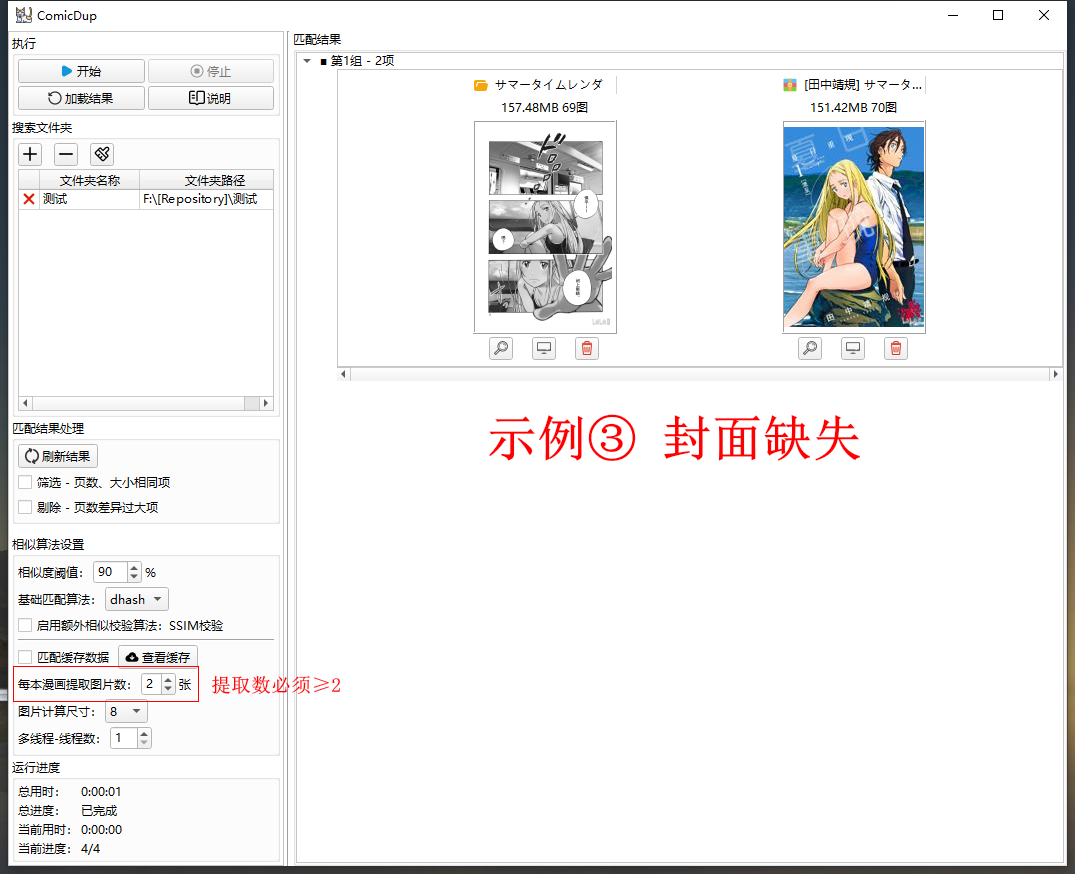 ComicDup
执行
开始
停止
加载结果
说明
搜索文件夹
文件夹名称 文件夹路径
测试 F:\[Repository]\测试
匹配结果处理
刷新结果
筛选 - 页数、大小相同项
剔除 - 页数差异过大项
相似算法设置
相似度阈值： 90 %
基础匹配算法： dhash
启用额外相似校验算法：SSIM校验
匹配缓存数据 查看缓存
每本漫画提取图片数： 2 张
提取数必须≥2
图片计算尺寸： 8
多线程-线程数： 1
运行进度
总用时： 0:00:01
总进度： 已完成
当前用时： 0:00:00
当前进度： 4/4
匹配结果
■ 第1组 - 2项
サマータイムレンダ
157.48MB 69图
[田中靖規] サマータ...
151.42MB 70图
夏日重现
1
田中靖规
示例③ 封面缺失